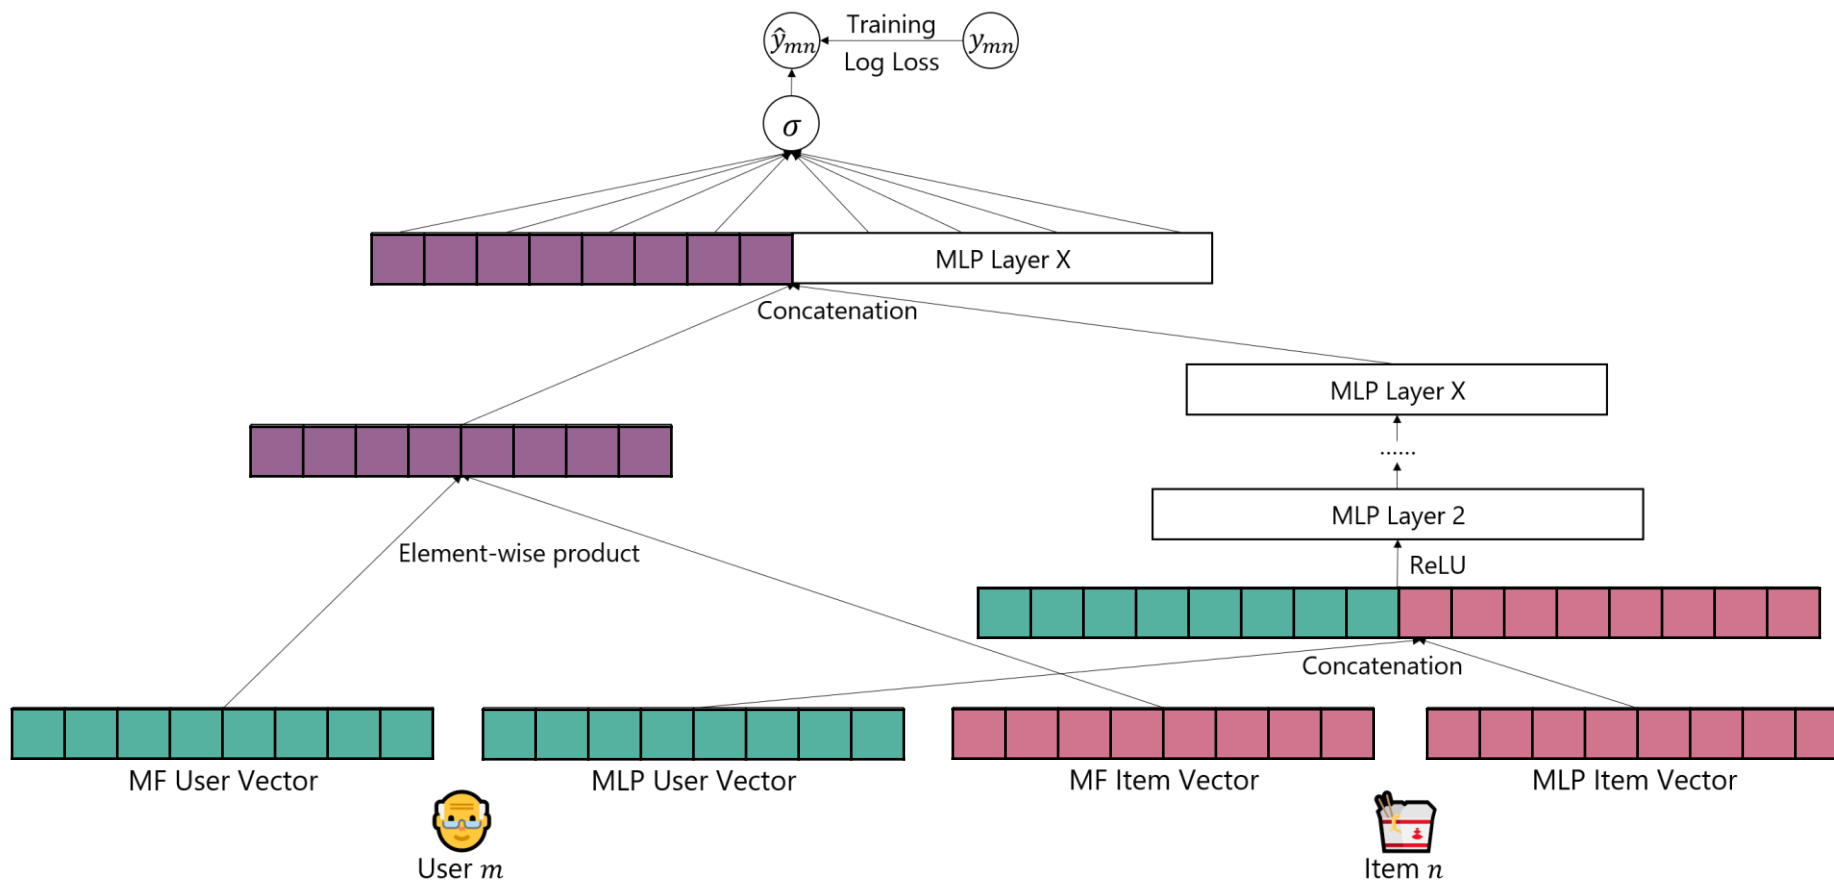 ŷmn
Training
Log Loss
ymn
σ
MLP Layer X
Concatenation
MLP Layer X
......
MLP Layer 2
Element-wise product
ReLU
Concatenation
MF User Vector
MLP User Vector
MF Item Vector
MLP Item Vector
User m
Item n